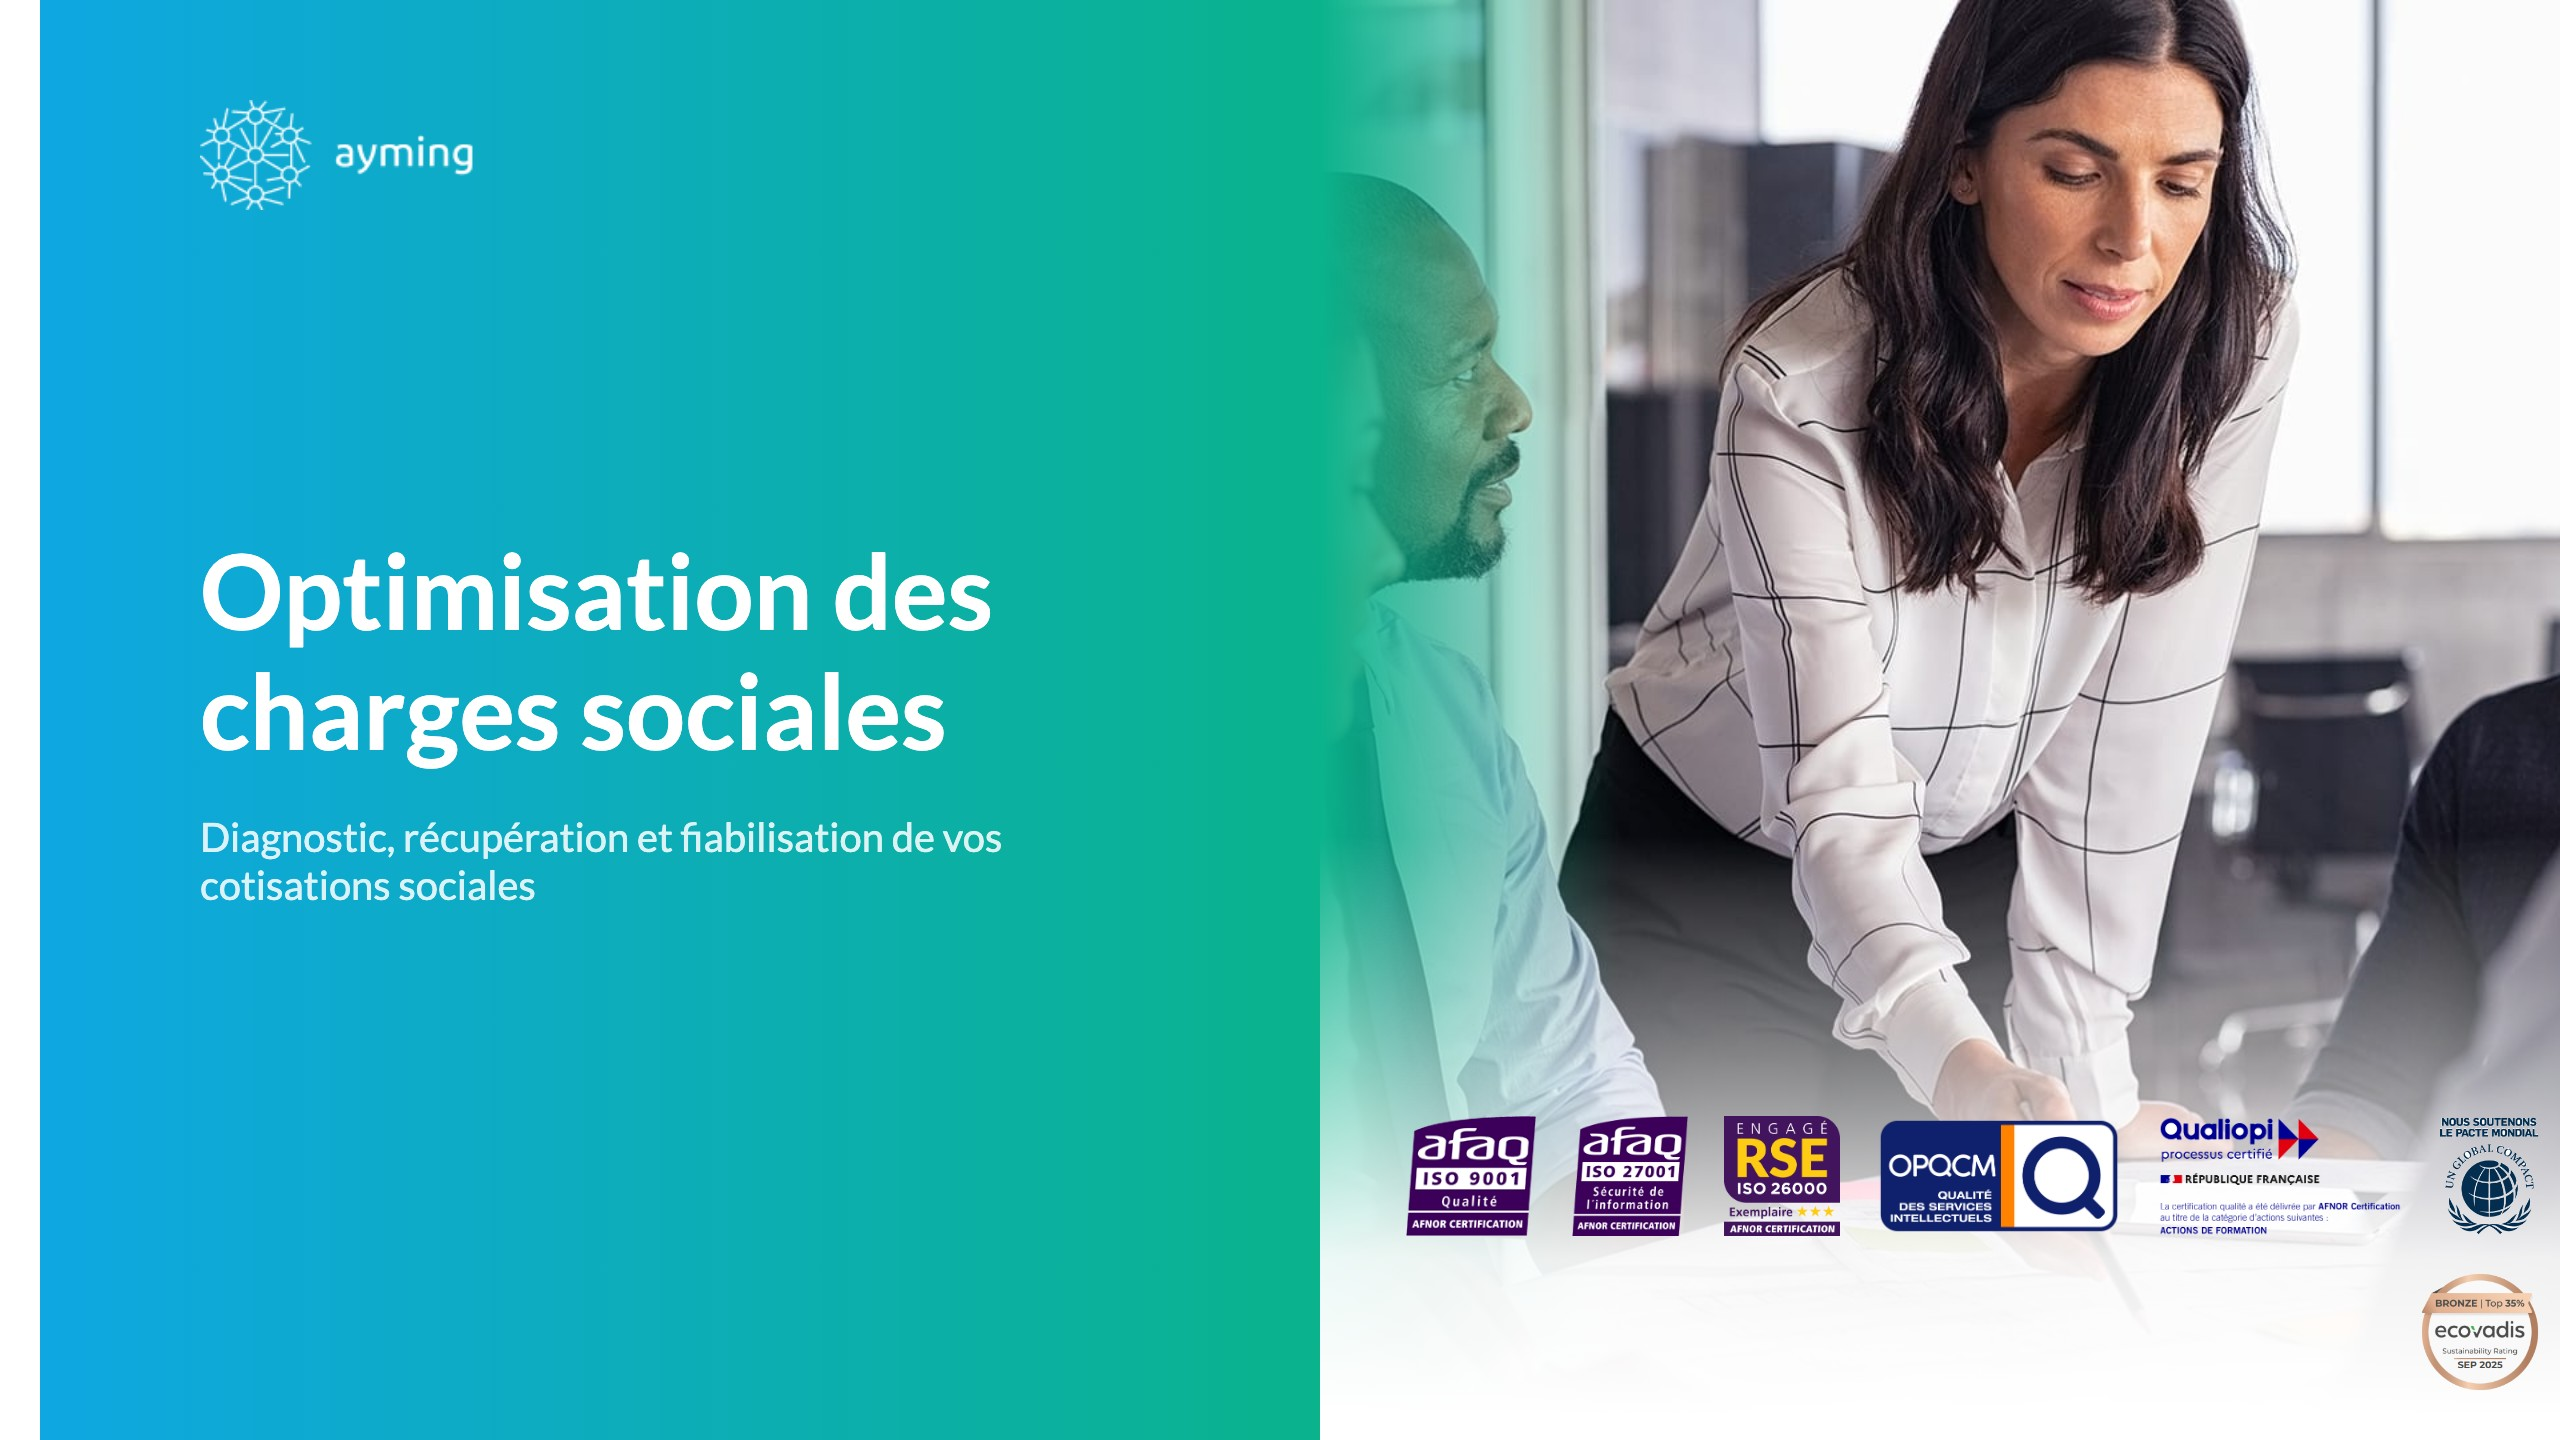 ayming
Optimisation des
charges sociales
Diagnostic, récupération et fiabilisation de vos
cotisations sociales
afaq
ISO 9001
Qualité
AFNOR CERTIFICATION
afaq
ISO 27001
Sécurité de
l'information
AFNOR CERTIFICATION
ENGAGÉ
RSE
ISO 26000
Exemplaire ★★★
AFNOR CERTIFICATION
OPQCM
QUALITÉ
DES SERVICES
INTELLECTUELS
Qualiopi
processus certifié
RÉPUBLIQUE FRANÇAISE
La certification qualité a été délivrée par AFNOR Certification
au titre de la catégorie d'actions suivantes :
ACTIONS DE FORMATION
NOUS SOUTENONS
LE PACTE MONDIAL
UN GLOBAL COMPACT
BRONZE | Top 35%
ecovadis
Sustainability Rating
SEP 2025